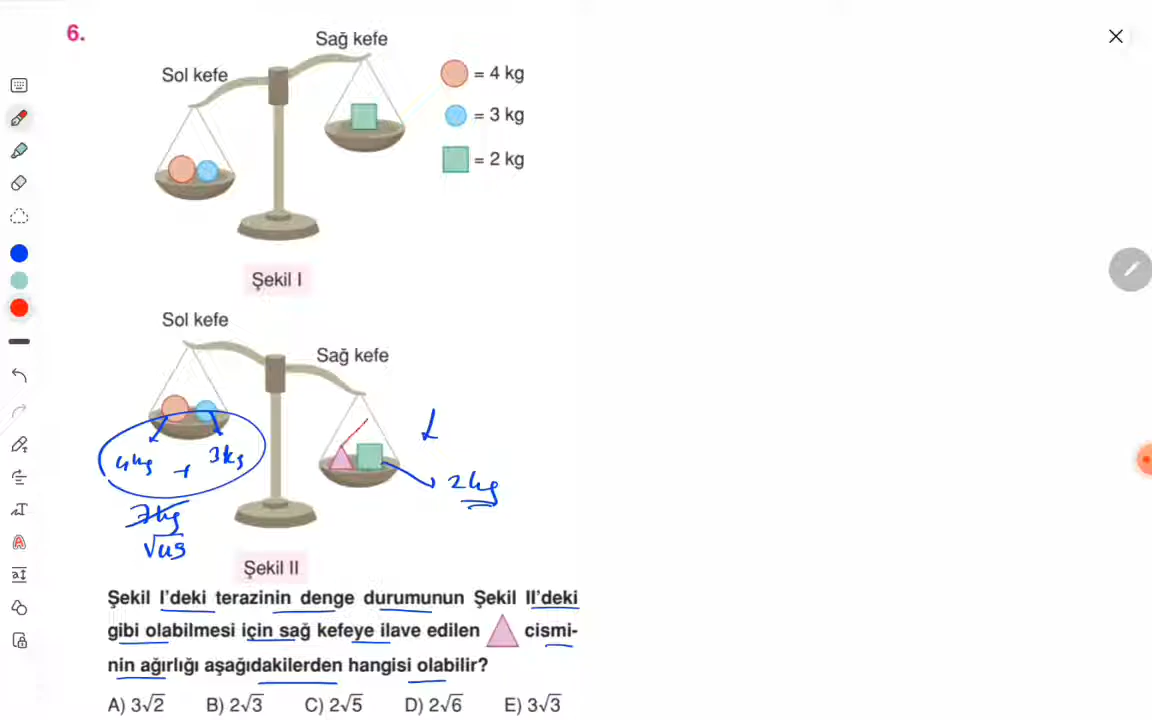 6.
Sağ kefe
Sol kefe
= 4 kg
= 3 kg
= 2 kg
Şekil I
Sol kefe
Sağ kefe
4kg + 3kg
2kg
7kg
√49
Şekil II
Şekil I'deki terazinin denge durumunun Şekil II'deki
gibi olabilmesi için sağ kefeye ilave edilen cismi-
nin ağırlığı aşağıdakilerden hangisi olabilir?
A) 3√2 B) 2√3 C) 2√5 D) 2√6 E) 3√3